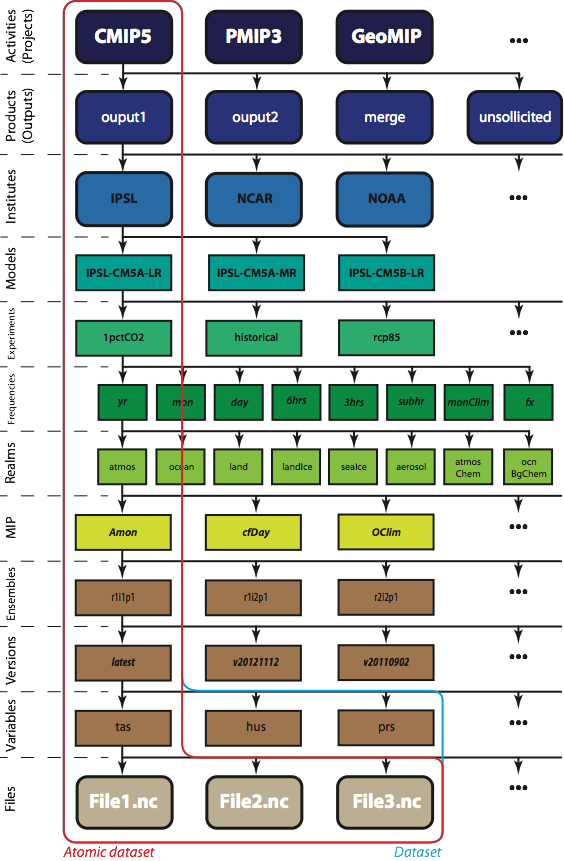 Activities
(Projects)
CMIP5
PMIP3
GeoMIP
...
Products
(Outputs)
ouput1
ouput2
merge
unsollicited
Institutes
IPSL
NCAR
NOAA
...
Models
IPSL-CM5A-LR
IPSL-CM5A-MR
IPSL-CM5B-LR
Experiments
1pctCO2
historical
rcp85
...
Frequencies
yr
mon
day
6hrs
3hrs
subhr
monClim
fx
Realms
atmos
ocean
land
landIce
seaIce
aerosol
atmos
Chem
ocn
BgChem
MIP
Amon
cfDay
OClim
...
Ensembles
r1i1p1
r1i2p1
r2i2p1
...
Versions
latest
v20121112
v20110902
...
Variables
tas
hus
prs
...
Files
File1.nc
File2.nc
File3.nc
...
Atomic dataset
Dataset